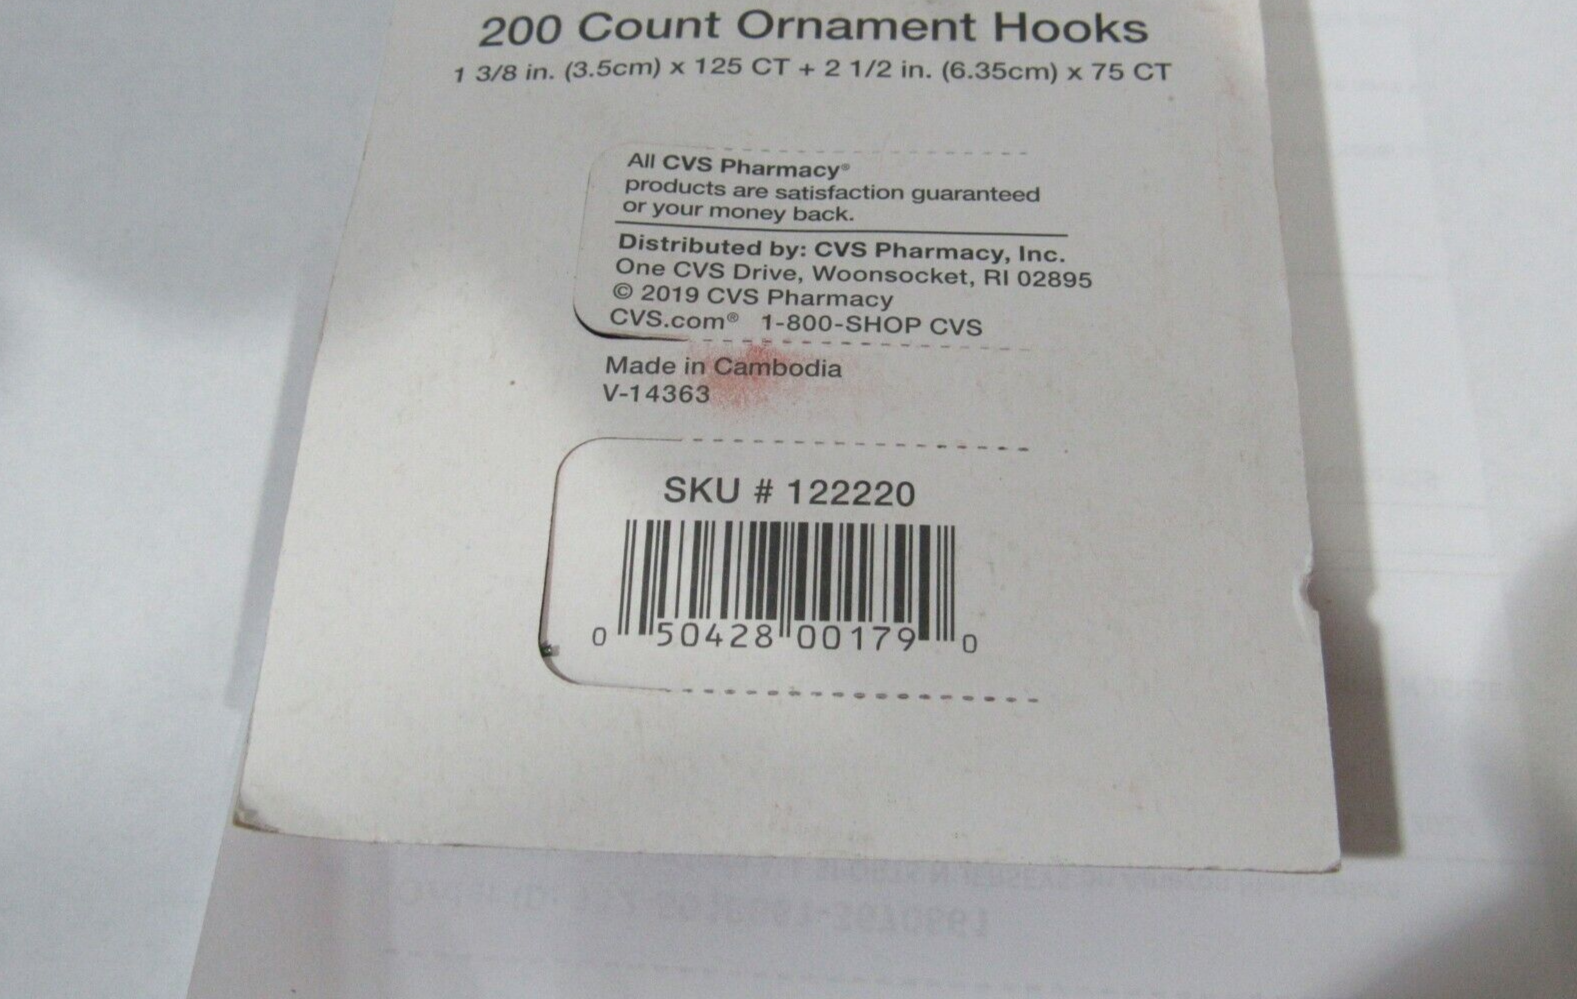 200 Count Ornament Hooks
1 3/8 in. (3.5cm) x 125 CT + 2 1/2 in. (6.35cm) x 75 CT
All CVS Pharmacy®
products are satisfaction guaranteed
or your money back.
Distributed by: CVS Pharmacy, Inc.
One CVS Drive, Woonsocket, RI 02895
© 2019 CVS Pharmacy
CVS.com® 1-800-SHOP CVS
Made in Cambodia
V-14363
SKU # 122220
0 50428 00179 0